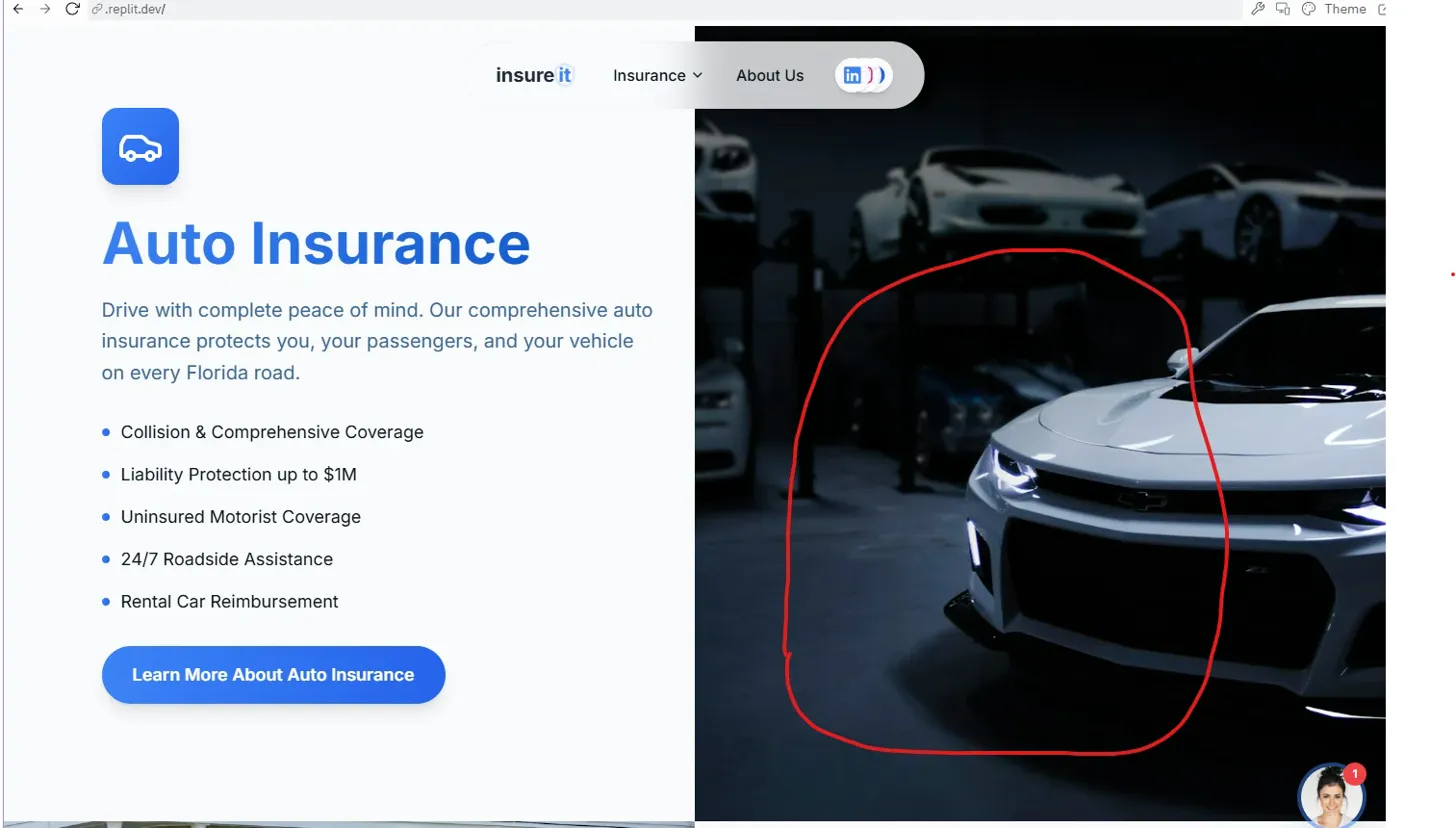 .replit.dev/
Theme
insureit
Insurance
About Us
in
Auto Insurance
Drive with complete peace of mind. Our comprehensive auto
insurance protects you, your passengers, and your vehicle
on every Florida road.
Collision & Comprehensive Coverage
Liability Protection up to $1M
Uninsured Motorist Coverage
24/7 Roadside Assistance
Rental Car Reimbursement
Learn More About Auto Insurance
1